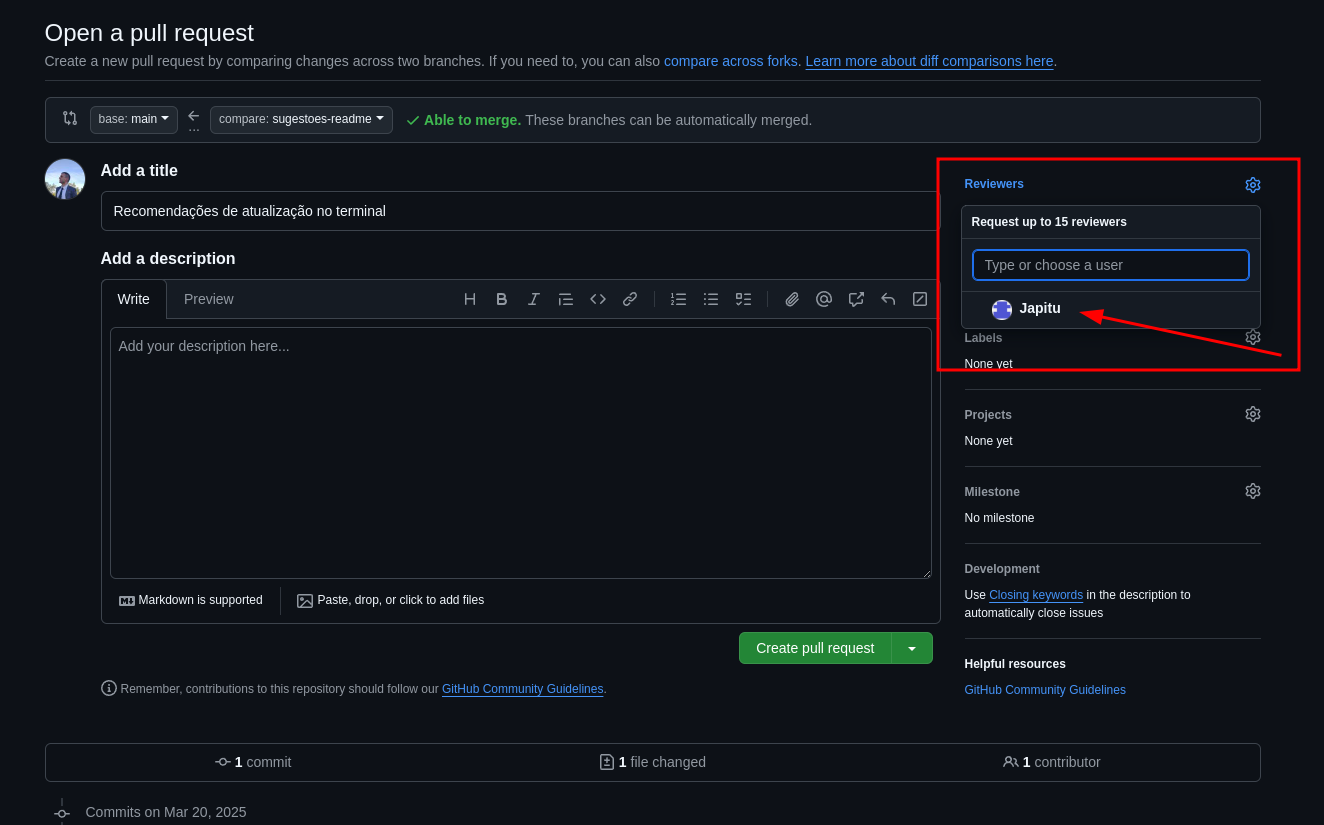 Open a pull request
Create a new pull request by comparing changes across two branches. If you need to, you can also compare across forks. Learn more about diff comparisons here.
base: main
...
compare: sugestoes-readme
Able to merge. These branches can be automatically merged.
Add a title
Recomendações de atualização no terminal
Add a description
Write
Preview
Add your description here...
Markdown is supported
Paste, drop, or click to add files
Create pull request
Remember, contributions to this repository should follow our GitHub Community Guidelines.
Reviewers
Request up to 15 reviewers
Type or choose a user
Japitu
Labels
None yet
Projects
None yet
Milestone
No milestone
Development
Use Closing keywords in the description to
automatically close issues
Helpful resources
GitHub Community Guidelines
1 commit
1 file changed
1 contributor
Commits on Mar 20, 2025